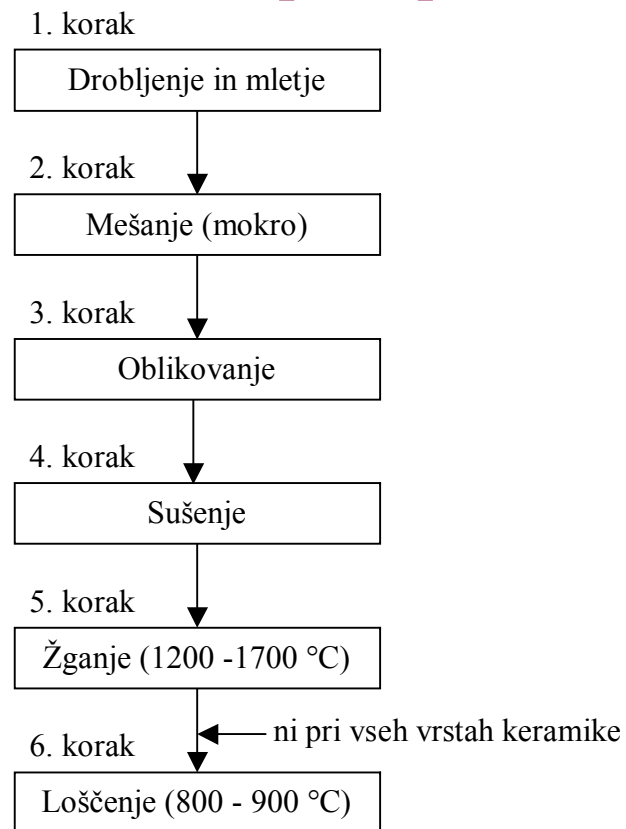 1. korak
Drobljenje in mletje
2. korak
Mešanje (mokro)
3. korak
Oblikovanje
4. korak
Sušenje
5. korak
Žganje (1200 -1700 °C)
ni pri vseh vrstah keramike
6. korak
Loščenje (800 - 900 °C)